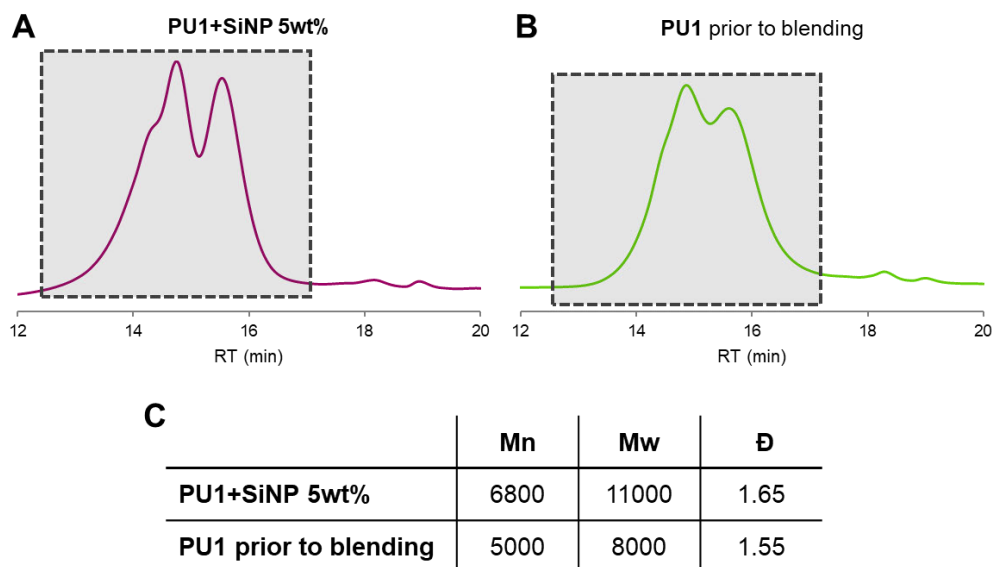 A
PU1+SiNP 5wt%
12 14 16 18 20
RT (min)
B
PU1 prior to blending
12 14 16 18 20
RT (min)
C
Mn Mw Đ
PU1+SiNP 5wt% 6800 11000 1.65
PU1 prior to blending 5000 8000 1.55